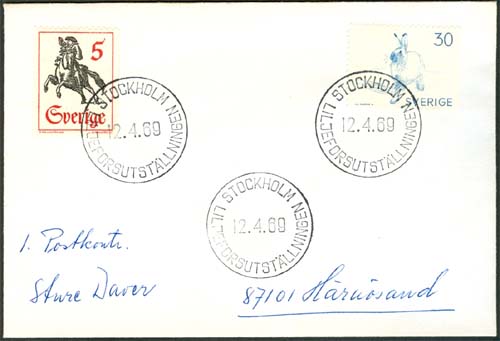 5
Sverige
30
SVERIGE
STOCKHOLM
12.4.69
LILJEFORSUTSTÄLLNINGEN
STOCKHOLM
12.4.69
LILJEFORSUTSTÄLLNINGEN
STOCKHOLM
12.4.69
LILJEFORSUTSTÄLLNINGEN
1. Postkontr.
Sture Daver
87101 Härnösand